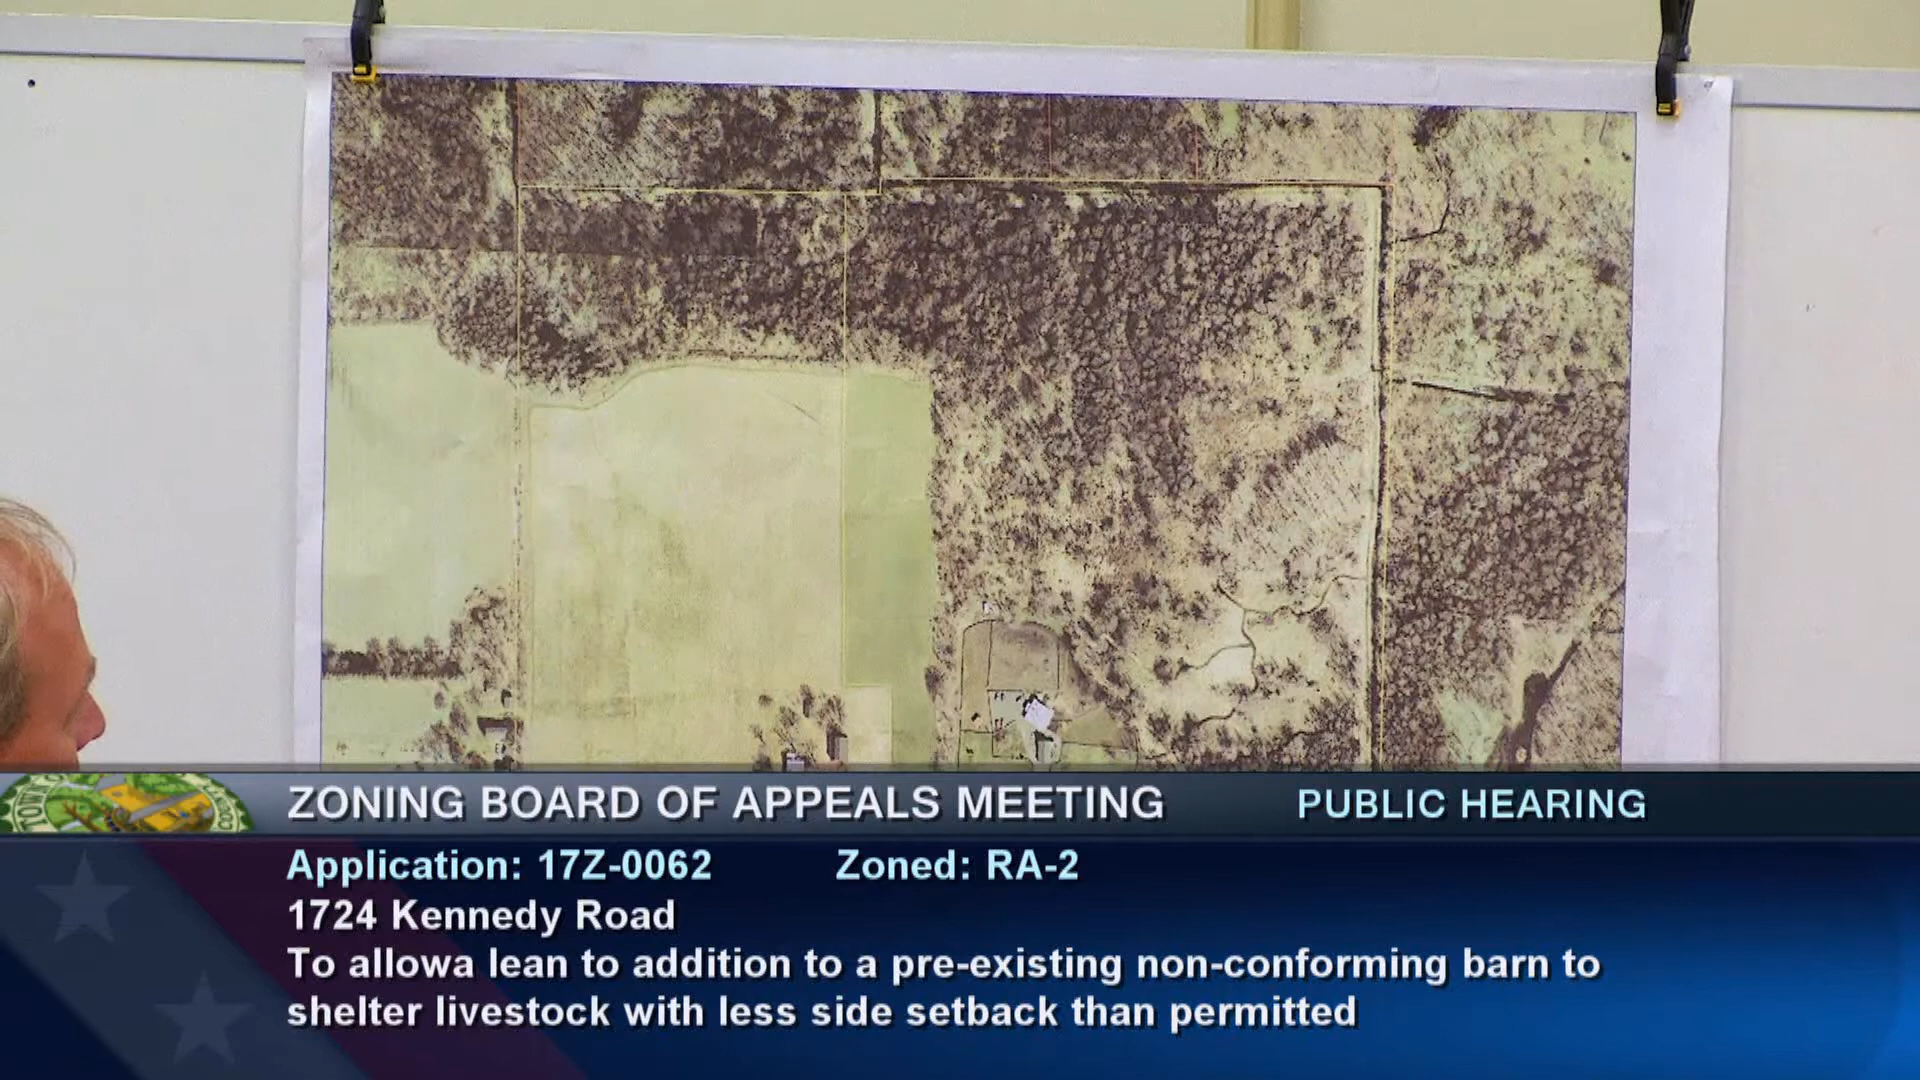 ZONING BOARD OF APPEALS MEETING PUBLIC HEARING
Application: 17Z-0062 Zoned: RA-2
1724 Kennedy Road
To allowa lean to addition to a pre-existing non-conforming barn to
shelter livestock with less side setback than permitted
TOWN O